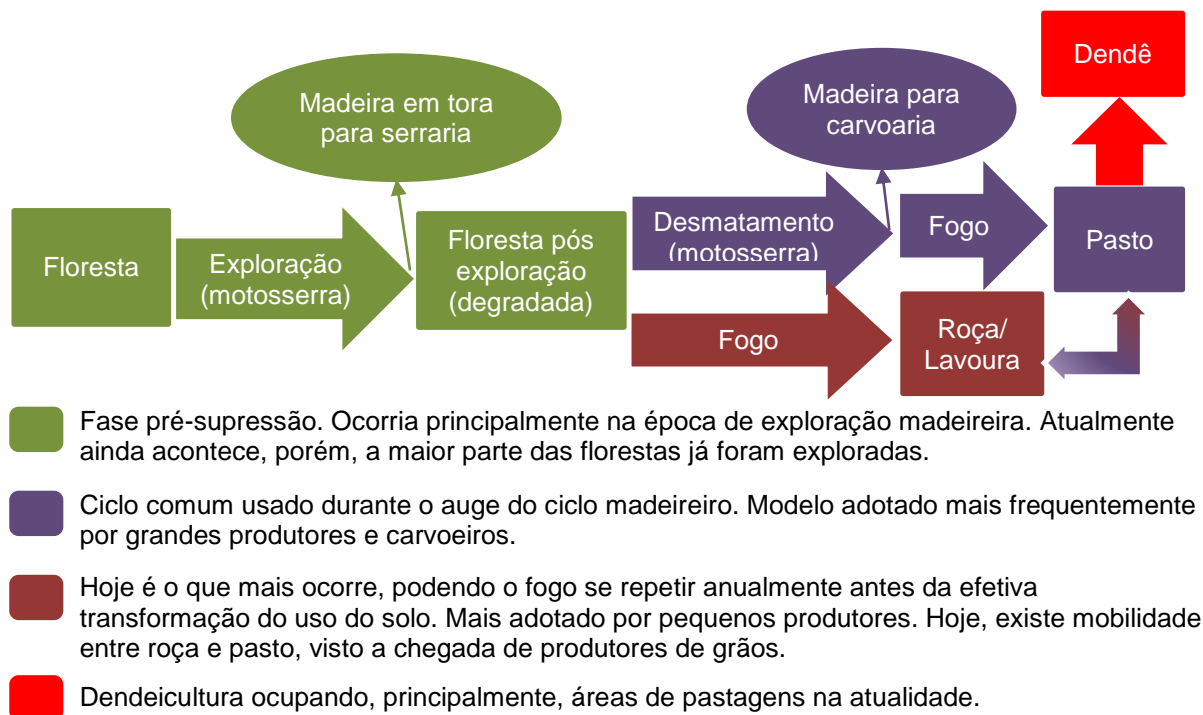 Dendê
Madeira em tora
para serraria
Madeira para
carvoaria
Floresta
Exploração
(motosserra)
Floresta pós
exploração
(degradada)
Desmatamento
(motosserra)
Fogo
Pasto
Fogo
Roça/
Lavoura
Fase pré-supressão. Ocorria principalmente na época de exploração madeireira. Atualmente
ainda acontece, porém, a maior parte das florestas já foram exploradas.
Ciclo comum usado durante o auge do ciclo madeireiro. Modelo adotado mais frequentemente
por grandes produtores e carvoeiros.
Hoje é o que mais ocorre, podendo o fogo se repetir anualmente antes da efetiva
transformação do uso do solo. Mais adotado por pequenos produtores. Hoje, existe mobilidade
entre roça e pasto, visto a chegada de produtores de grãos.
Dendeicultura ocupando, principalmente, áreas de pastagens na atualidade.